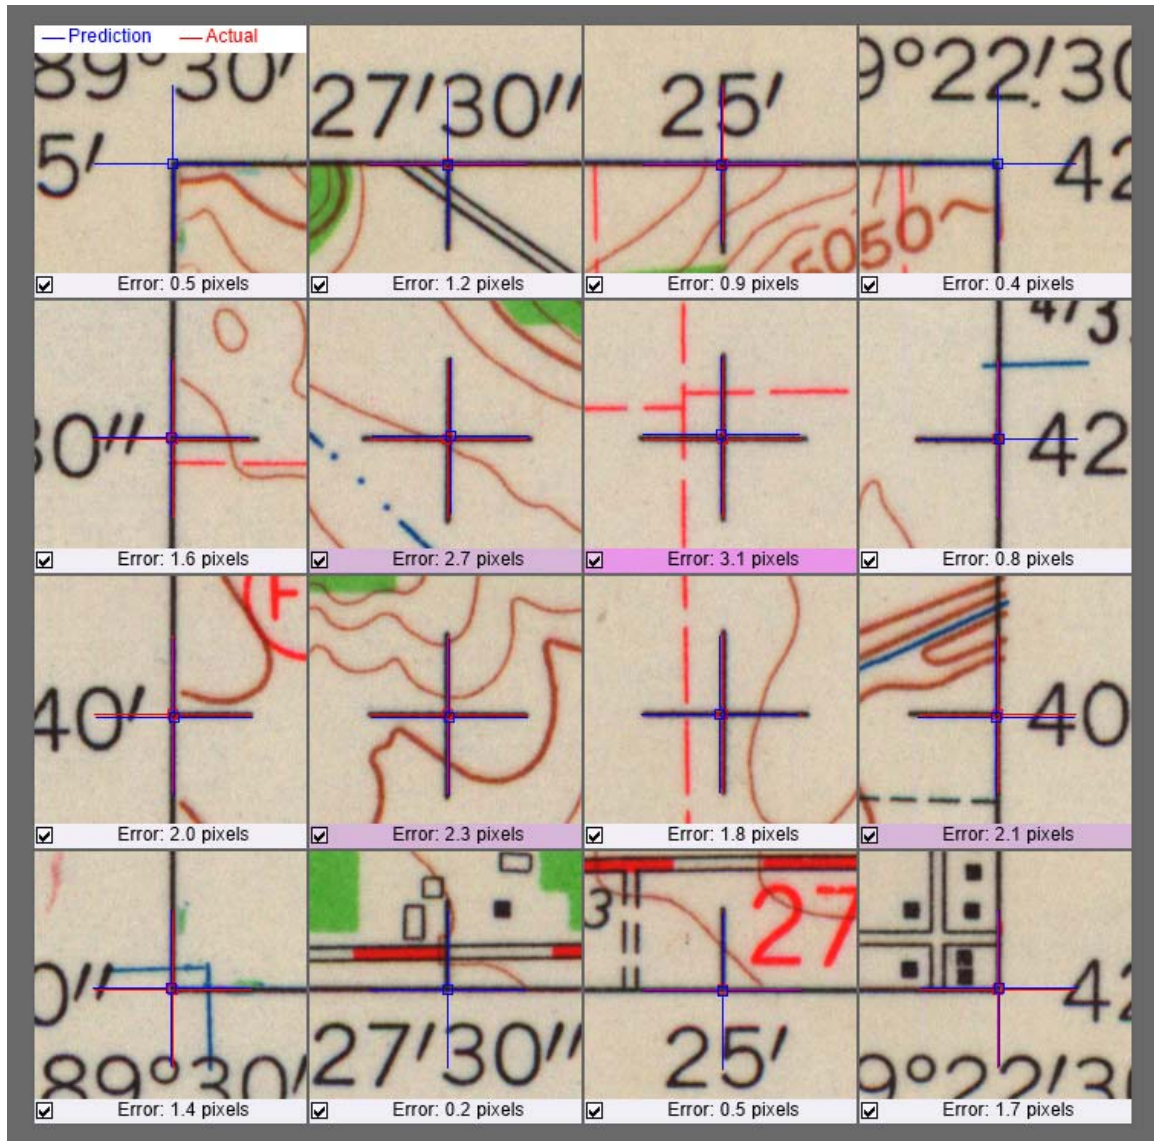 Prediction Actual
89°30′ 27′30″ 25′ 9°22′30
5′ 42
5050
Error: 0.5 pixels Error: 1.2 pixels Error: 0.9 pixels Error: 0.4 pixels
473
30″ 42
Error: 1.6 pixels Error: 2.7 pixels Error: 3.1 pixels Error: 0.8 pixels
40′ 40
Error: 2.0 pixels Error: 2.3 pixels Error: 1.8 pixels Error: 2.1 pixels
3 27
0″ 42
89°30′ 27′30″ 25′ 9°22′3
Error: 1.4 pixels Error: 0.2 pixels Error: 0.5 pixels Error: 1.7 pixels